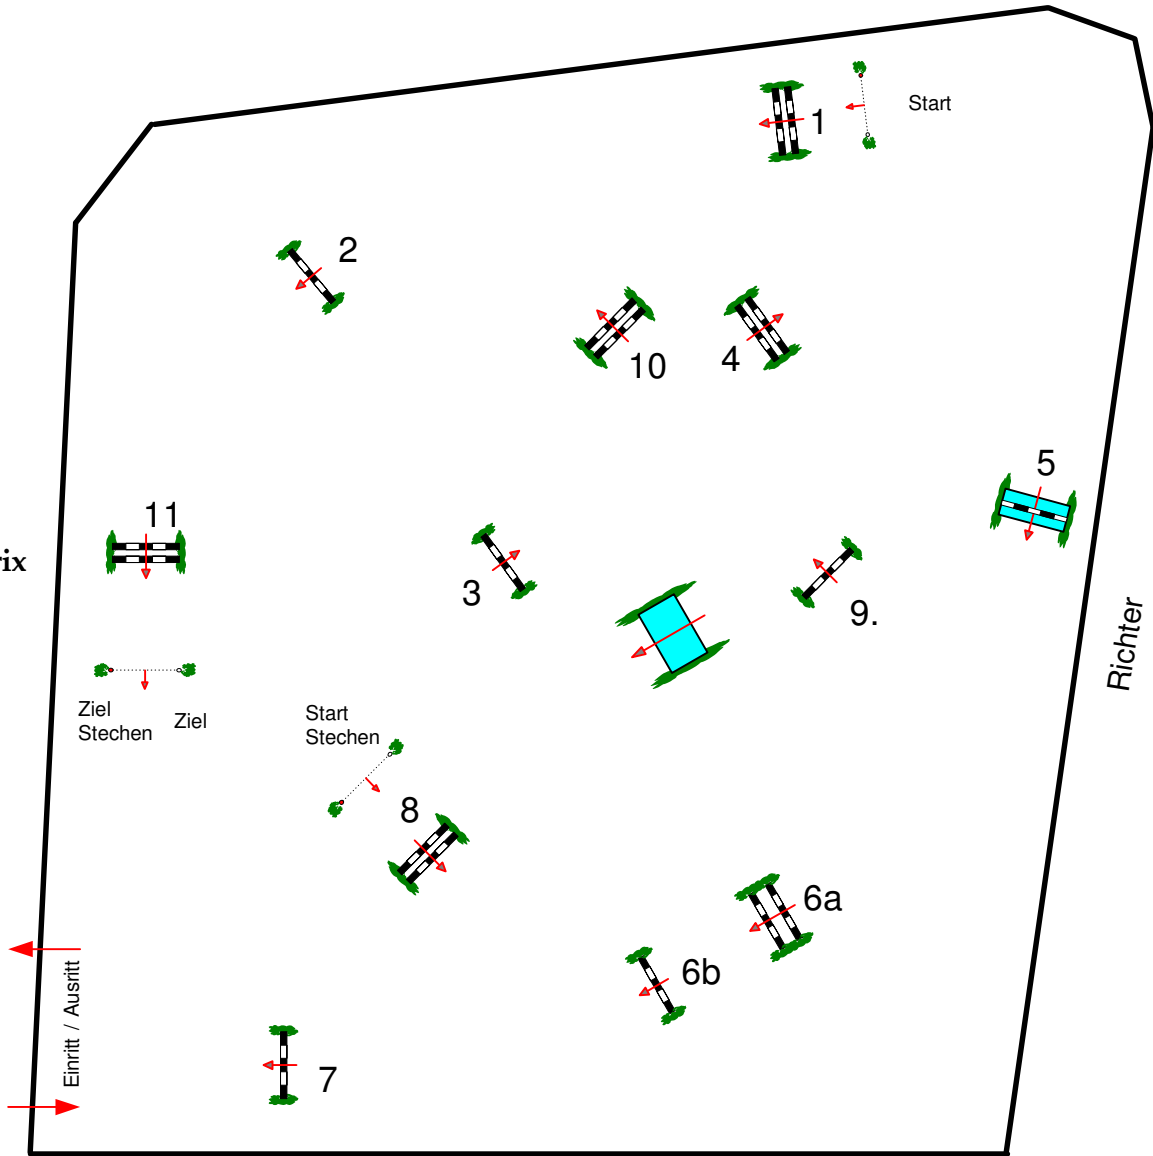 Start
1
2
10
4
5
11
rix
3
9.
Richter
Ziel
Stechen
Ziel
Start
Stechen
8
6a
6b
Einritt / Ausritt
7